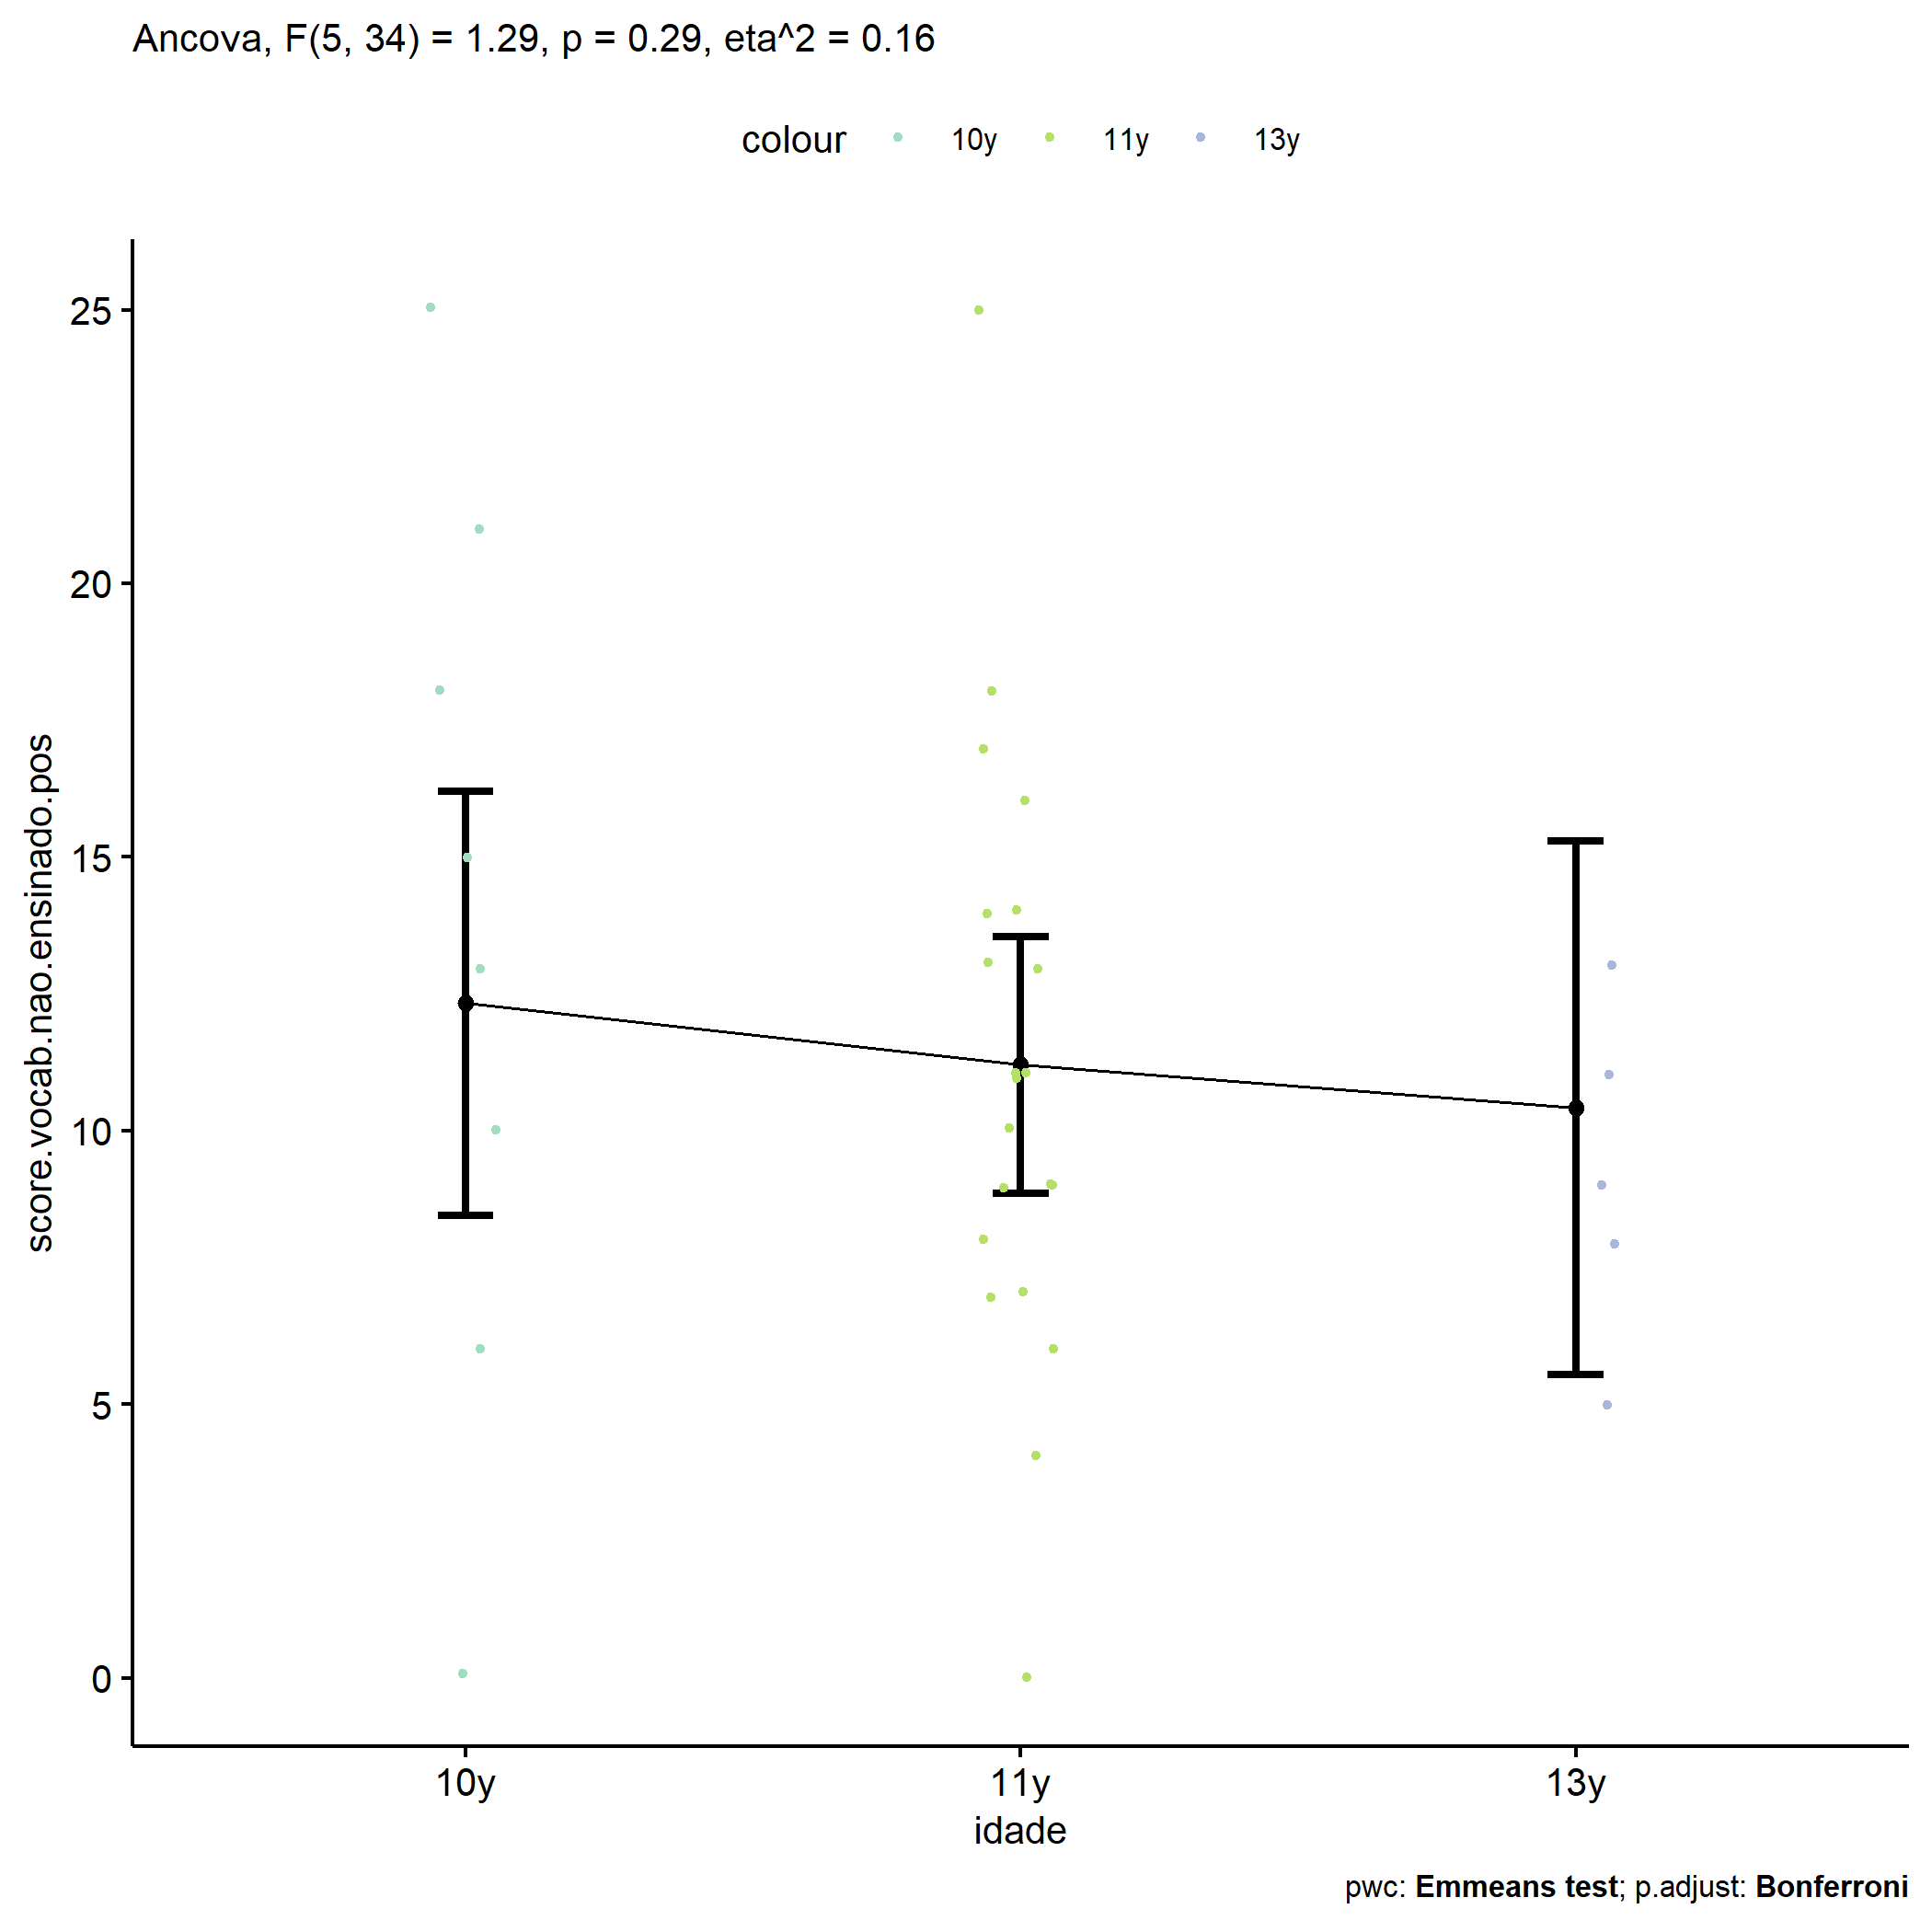 Ancova, F(5, 34) = 1.29, p = 0.29, eta^2 = 0.16
colour 10y 11y 13y
score.vocab.nao.ensinado.pos
25
20
15
10
5
0
10y 11y 13y
idade
pwc: Emmeans test; p.adjust: Bonferroni